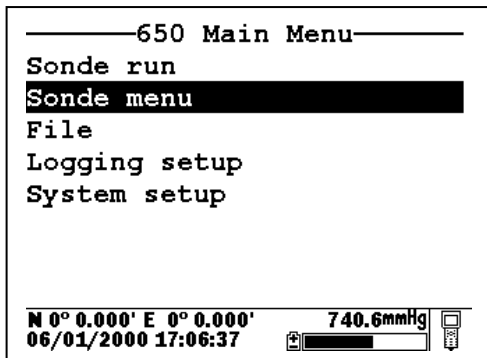 650 Main Menu
Sonde run
Sonde menu
File
Logging setup
System setup
N 0° 0.000' E 0° 0.000' 740.6mmHg
06/01/2000 17:06:37